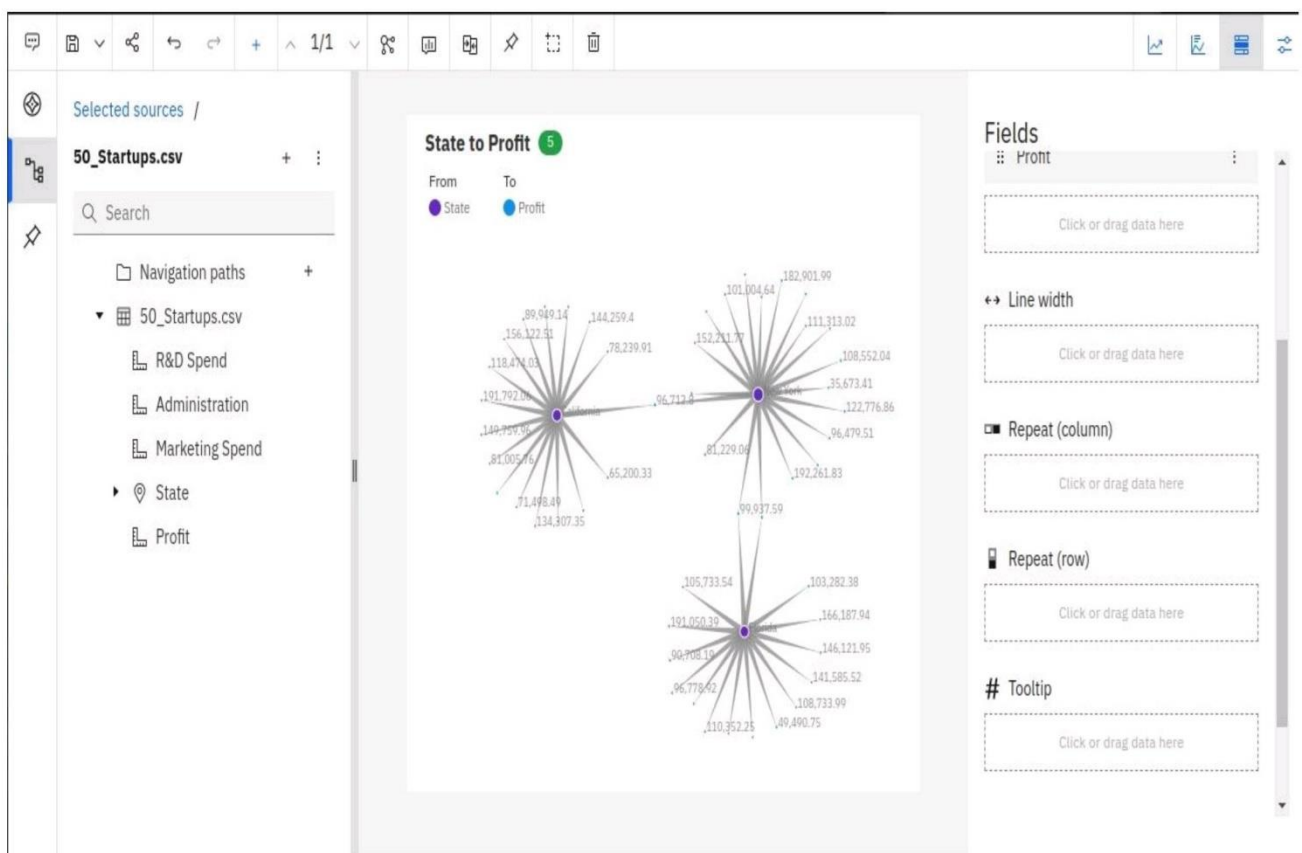 1/1
Selected sources /
50_Startups.csv
Search
Navigation paths
50_Startups.csv
R&D Spend
Administration
Marketing Spend
State
Profit
State to Profit 5
From To
State Profit
182,901.99
101,004.64
89,949.14
144,259.4
111,313.02
156,122.51
152,211.77
78,239.91
108,552.04
118,474.03
35,673.41
191,792.06
96,712.8
122,776.86
149,759.96
96,479.51
81,229.06
81,005.76
65,200.33
192,261.83
71,498.49
99,937.59
134,307.35
105,733.54
103,282.38
166,187.94
191,050.39
146,121.95
90,708.19
141,585.52
96,778.92
108,733.99
110,352.25
49,490.75
Fields
Profit
Click or drag data here
Line width
Click or drag data here
Repeat (column)
Click or drag data here
Repeat (row)
Click or drag data here
# Tooltip
Click or drag data here